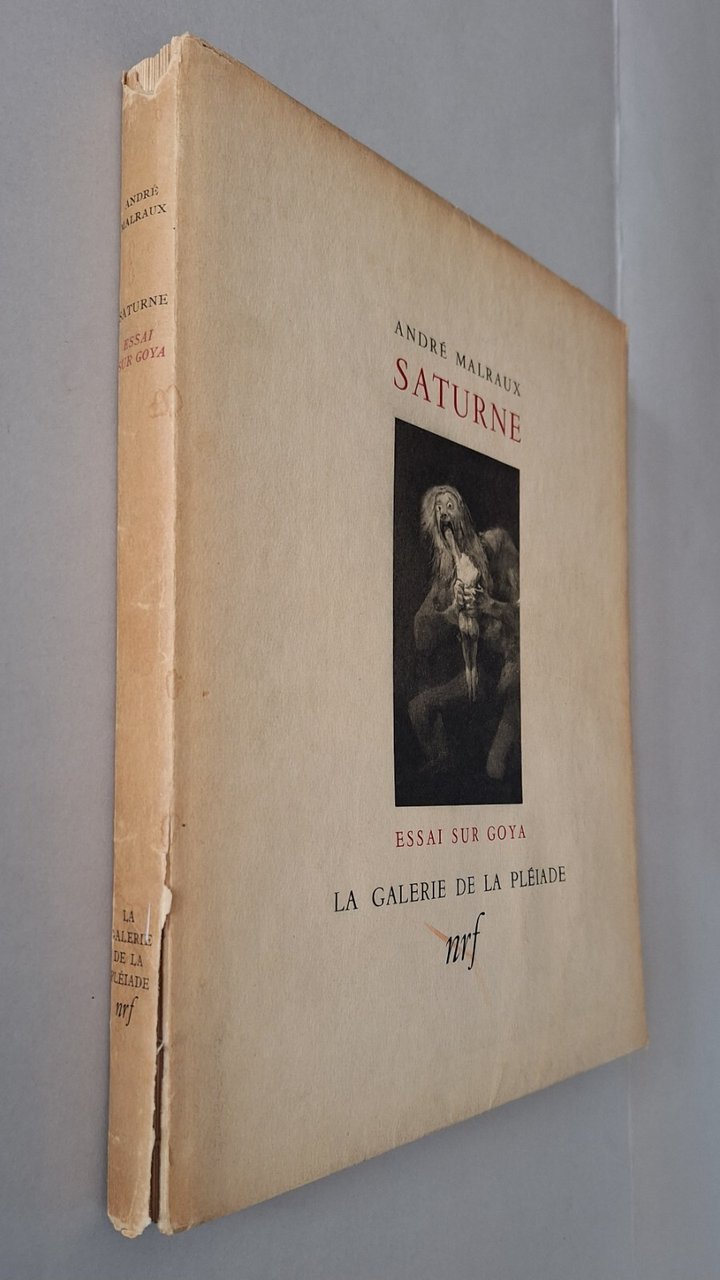 ANDRÉ
MALRAUX
SATURNE
ESSAI
SUR GOYA
LA
GALERIE
DE LA
PLÉIADE
nrf
ANDRÉ MALRAUX
SATURNE
ESSAI SUR GOYA
LA GALERIE DE LA PLÉIADE
nrf